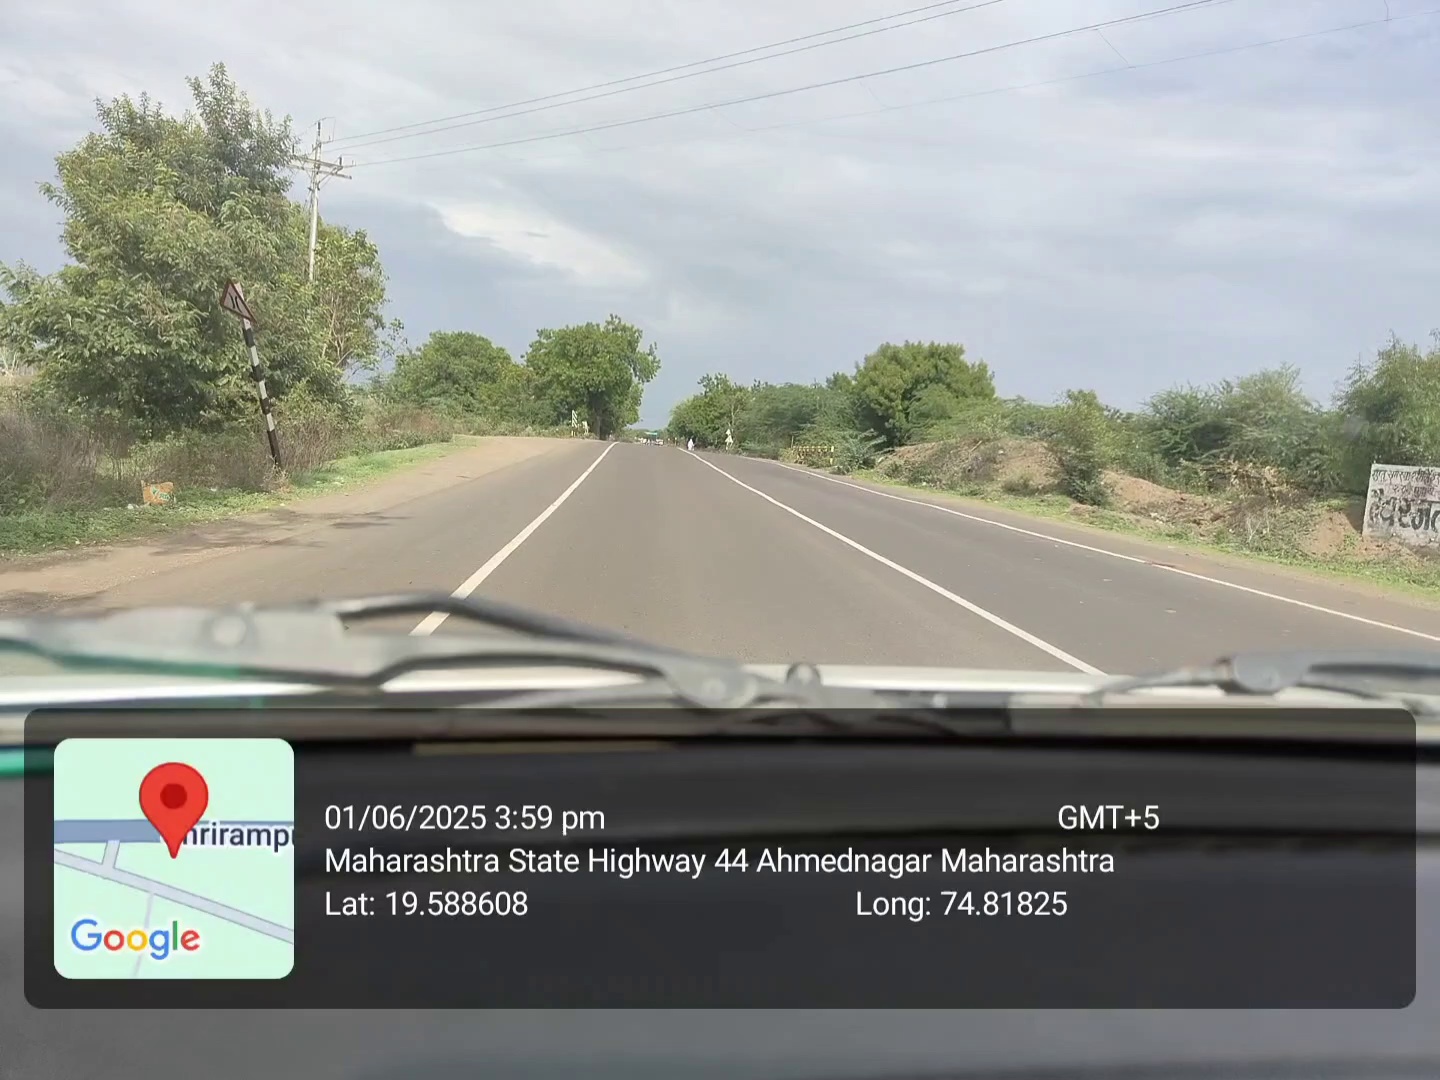 hrirampu
Google
01/06/2025 3:59 pm
GMT+5
Maharashtra State Highway 44 Ahmednagar Maharashtra
Lat: 19.588608
Long: 74.81825